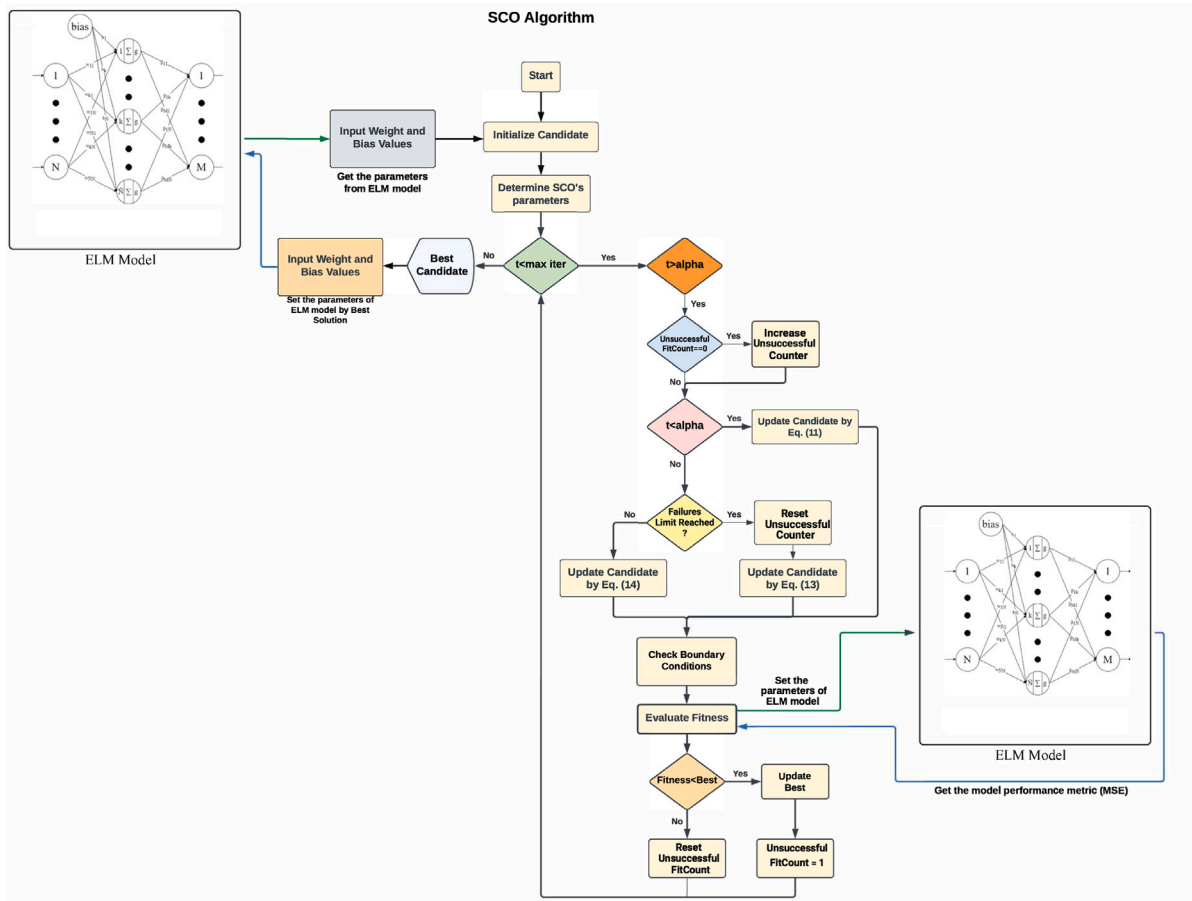 SCO Algorithm
bias
1
Σ
g
1
k
Σ
g
N
Σ
g
1
N
M
ELM Model
Start
Input Weight and
Bias Values
Get the parameters
from ELM model
Initialize Candidate
Determine SCO's
parameters
t<max iter
No
Yes
Best
Candidate
Input Weight and
Bias Values
Set the parameters of
ELM model by Best
Solution
t>alpha
Yes
Unsuccessful
FitCount==0
Yes
Increase
Unsuccessful
Counter
No
t<alpha
Yes
Update Candidate by
Eq. (11)
No
Failures
Limit Reached
?
No
Yes
Reset
Unsuccessful
Counter
Update Candidate
by Eq. (14)
Update Candidate
by Eq. (13)
Check Boundary
Conditions
Set the
parameters of
ELM model
Evaluate Fitness
bias
1
Σ
g
1
k
Σ
g
N
Σ
g
1
N
M
ELM Model
Get the model performance metric (MSE)
Fitness<Best
Yes
Update
Best
No
Reset
Unsuccessful
FitCount
Unsuccessful
FitCount = 1